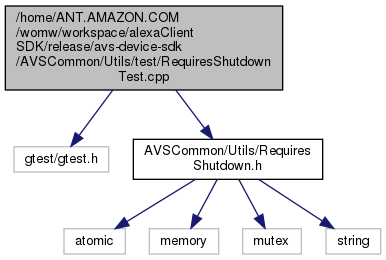 /home/ANT.AMAZON.COM
/womw/workspace/alexaClient
SDK/release/avs-device-sdk
/AVSCommon/Utils/test/RequiresShutdown
Test.cpp
gtest/gtest.h
AVSCommon/Utils/Requires
Shutdown.h
atomic
memory
mutex
string